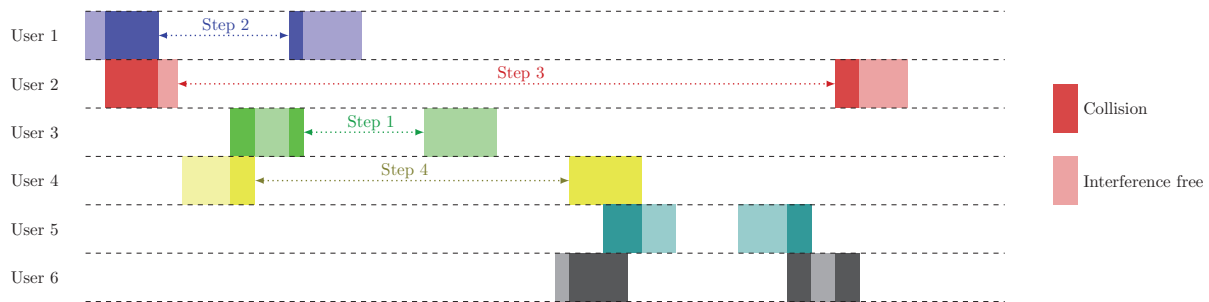 User 1
Step 2
User 2
Step 3
User 3
Step 1
User 4
Step 4
User 5
User 6
Collision
Interference free